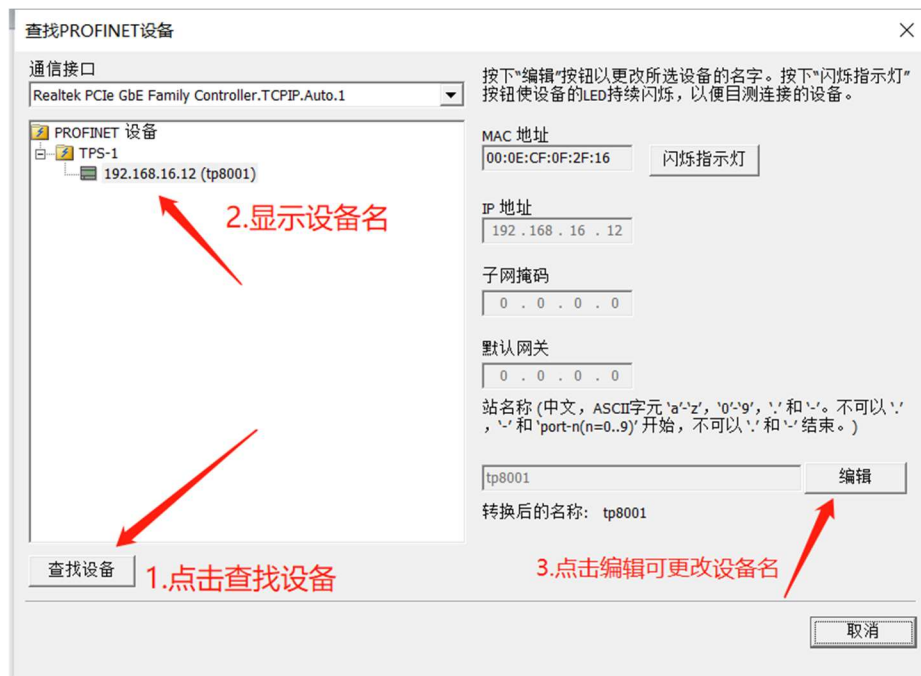 查找PROFINET设备
通信接口
Realtek PCIe GbE Family Controller.TCPIP.Auto.1
PROFINET 设备
TPS-1
192.168.16.12 (tp8001)
2.显示设备名
查找设备
1.点击查找设备
按下"编辑"按钮以更改所选设备的名字。按下"闪烁指示灯"
按钮使设备的LED持续闪烁，以便目测连接的设备。
MAC 地址
00:0E:CF:0F:2F:16
闪烁指示灯
IP 地址
192 . 168 . 16 . 12
子网掩码
0 . 0 . 0 . 0
默认网关
0 . 0 . 0 . 0
站名称 (中文，ASCII字元 'a'-'z'，'0'-'9'，'.' 和 '-'。不可以 '.'
，'-' 和 'port-n(n=0..9)' 开始，不可以 '.' 和 '-' 结束。)
tp8001
编辑
转换后的名称: tp8001
3.点击编辑可更改设备名
取消